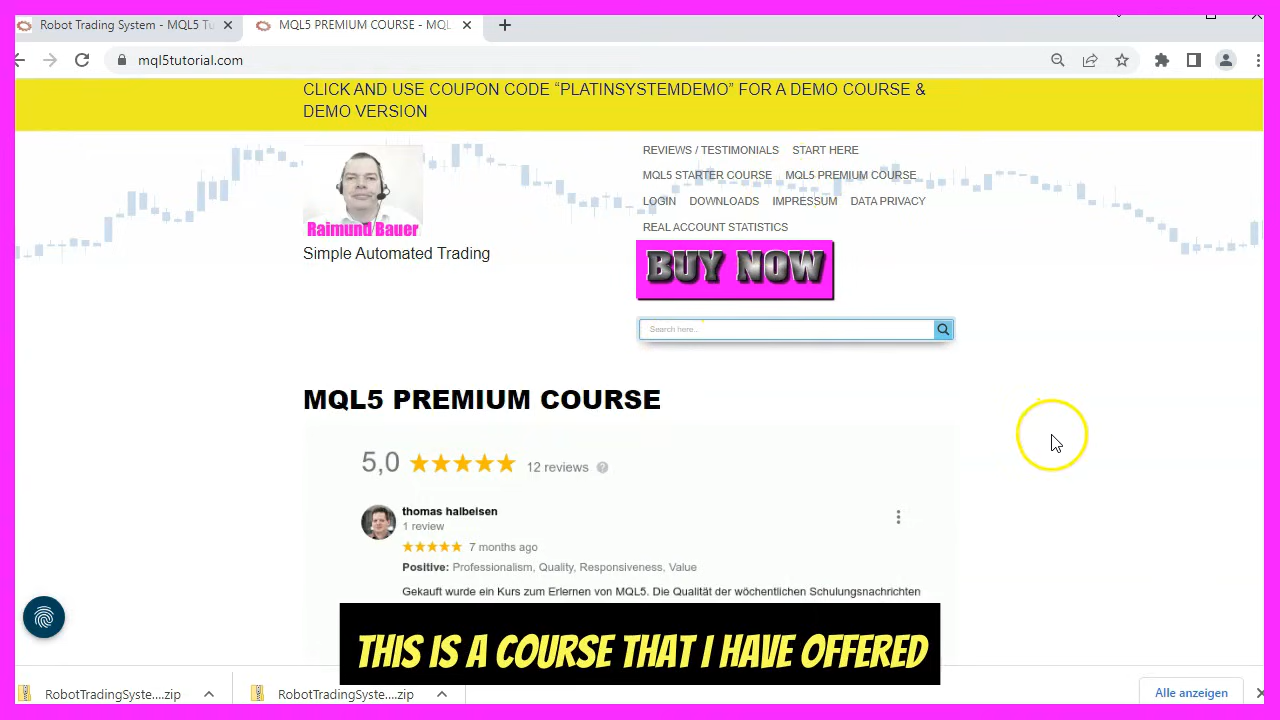 Robot Trading System - MQL5 Tu
MQL5 PREMIUM COURSE - MQL
mql5tutorial.com
CLICK AND USE COUPON CODE “PLATINSYSTEMDEMO” FOR A DEMO COURSE &
DEMO VERSION
REVIEWS / TESTIMONIALS START HERE
MQL5 STARTER COURSE MQL5 PREMIUM COURSE
LOGIN DOWNLOADS IMPRESSUM DATA PRIVACY
REAL ACCOUNT STATISTICS
Raimund Bauer
Simple Automated Trading
BUY NOW
Search here..
MQL5 PREMIUM COURSE
5,0 12 reviews
thomas halbeisen
1 review
7 months ago
Positive: Professionalism, Quality, Responsiveness, Value
Gekauft wurde ein Kurs zum Erlernen von MQL5. Die Qualität der wöchentlichen Schulungsnachrichten
THIS IS A COURSE THAT I HAVE OFFERED
RobotTradingSyste....zip
RobotTradingSyste....zip
Alle anzeigen